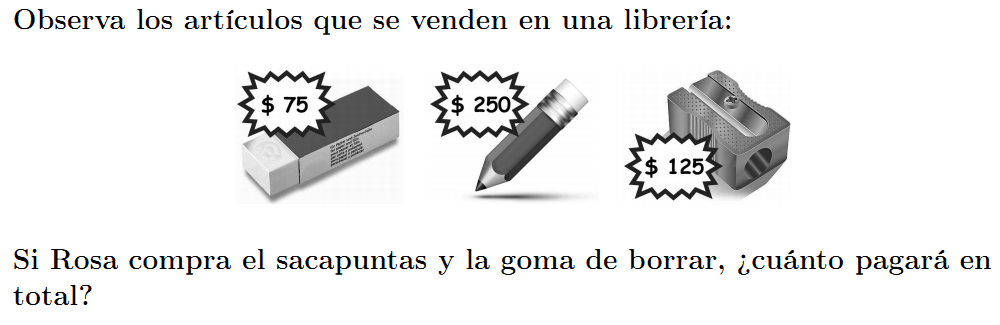 Observa los artículos que se venden en una librería:
$ 75
$ 250
$ 125
Si Rosa compra el sacapuntas y la goma de borrar, ¿cuánto pagará en
total?